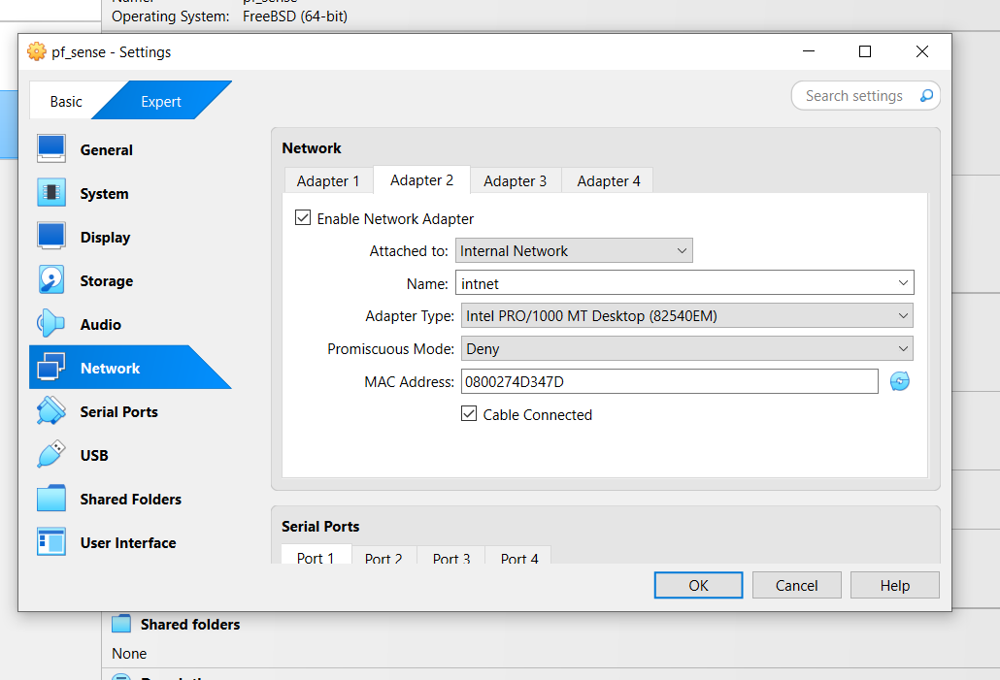 pf_sense
Operating System: FreeBSD (64-bit)
pf_sense - Settings
Basic
Expert
Search settings
General
System
Display
Storage
Audio
Network
Serial Ports
USB
Shared Folders
User Interface
Network
Adapter 1
Adapter 2
Adapter 3
Adapter 4
Enable Network Adapter
Attached to: Internal Network
Name: intnet
Adapter Type: Intel PRO/1000 MT Desktop (82540EM)
Promiscuous Mode: Deny
MAC Address: 0800274D347D
Cable Connected
Serial Ports
Port 1
Port 2
Port 3
Port 4
OK
Cancel
Help
Shared folders
None